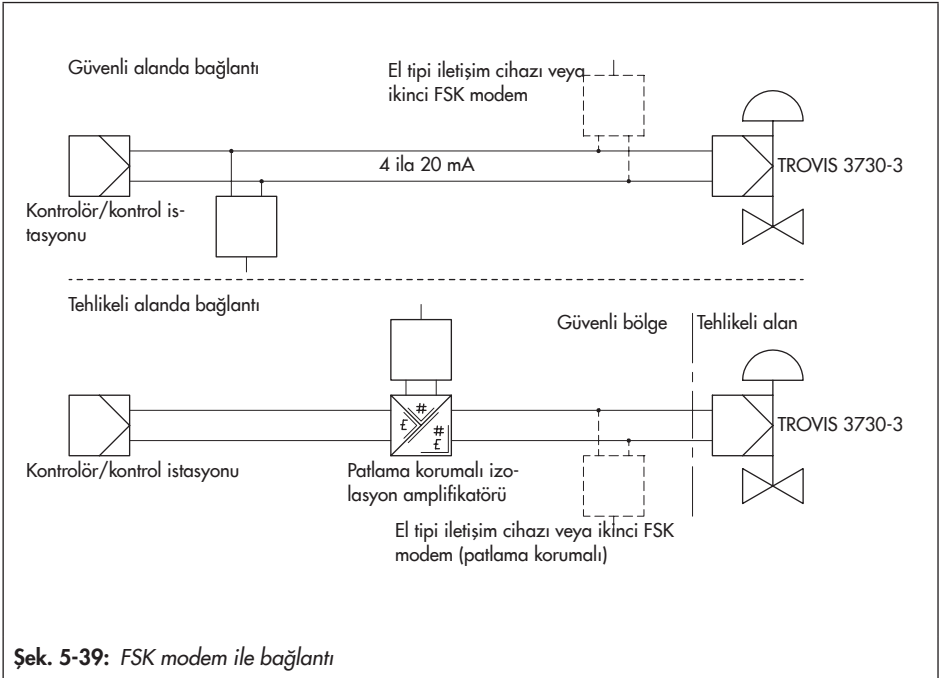 Güvenli alanda bağlantı
El tipi iletişim cihazı veya
ikinci FSK modem
4 ila 20 mA
TROVIS 3730-3
Kontrolör/kontrol is-
tasyonu
Tehlikeli alanda bağlantı
Güvenli bölge
Tehlikeli alan
#
£
#
£
TROVIS 3730-3
Kontrolör/kontrol istasyonu
Patlama korumalı izo-
lasyon amplifikatörü
El tipi iletişim cihazı veya ikinci FSK
modem (patlama korumalı)
Şek. 5-39: FSK modem ile bağlantı